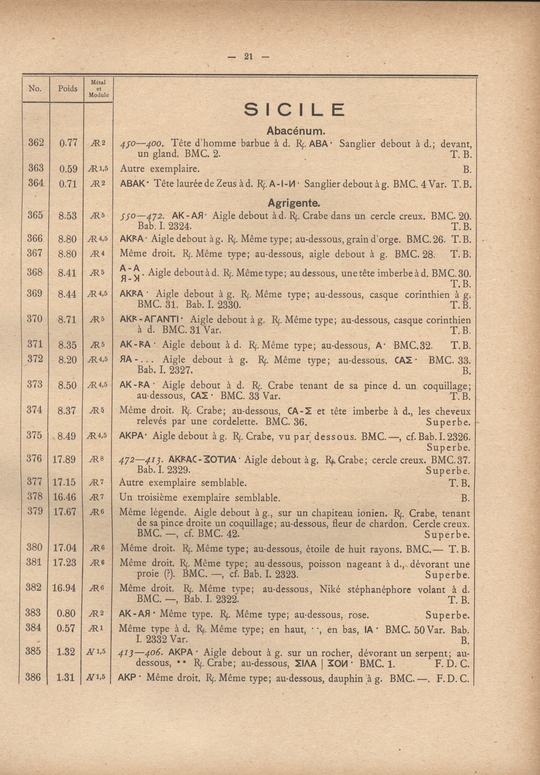 — 21 —
No. Poids Métal et Module
SICILE
Abacénum.
362 0.77 Æ 2 450—400. Tête d'homme barbue à d. R⁄. ABA· Sanglier debout à d.; devant,
un gland. BMC. 2. T. B.
363 0.59 Æ 1,5 Autre exemplaire. B.
364 0.71 Æ 2 ABAK· Tête laurée de Zeus à d. R⁄. A-I-И· Sanglier debout à g. BMC. 4 Var. T. B.
Agrigente.
365 8.53 Æ 5 550—472. AK-AЯ· Aigle debout à d. R⁄. Crabe dans un cercle creux. BMC. 20.
Bab. I. 2324. T. B.
366 8.80 Æ 4,5 AKRA· Aigle debout à g. R⁄. Même type; au-dessous, grain d'orge. BMC. 26. T. B.
367 8.80 Æ 4 Même droit. R⁄. Même type; au-dessous, aigle debout à g. BMC. 28. T. B.
368 8.41 Æ 5 A-A
Я-ꓘ. Aigle debout à d. R⁄. Même type; au dessous, une tête imberbe à d. BMC. 30.
T. B.
369 8.44 Æ 4,5 AKRA· Aigle debout à g. R⁄. Même type; au-dessous, casque corinthien à g.
BMC. 31. Bab. I. 2330. T. B.
370 8.71 Æ 5 AKR-AΓANTI· Aigle debout à g. R⁄. Même type; au-dessous, casque corinthien
à d. BMC. 31 Var. T. B.
371 8.35 Æ 5 AK-RA· Aigle debout à d. R⁄. Même type; au-dessous, A· BMC. 32. T. B.
372 8.20 Æ 4,5 ЯA-... Aigle debout à g. R⁄. Même type; au-dessous. CAΣ· BMC. 33.
Bab. I. 2327. B.
373 8.50 Æ 4,5 AK-RA· Aigle debout à d. R⁄. Crabe tenant de sa pince d. un coquillage;
au-dessous, CAΣ· BMC. 33 Var. T. B.
374 8.37 Æ 5 Même droit. R⁄. Crabe; au-dessous, CA-Σ et tête imberbe à d., les cheveux
relevés par une cordelette. BMC. 36. Superbe.
375 8.49 Æ 4,5 AKPA· Aigle debout à g. R⁄. Crabe, vu par dessous. BMC. —, cf. Bab. I. 2326.
Superbe.
376 17.89 Æ 8 472—413. AKRAC-ΣOTИA· Aigle debout à g. R⁄. Crabe; cercle creux. BMC. 37.
Bab. I. 2329. Superbe.
377 17.15 Æ 7 Autre exemplaire semblable. T. B.
378 16.46 Æ 7 Un troisième exemplaire semblable. B.
379 17.67 Æ 6 Même légende. Aigle debout à g., sur un chapiteau ionien. R⁄. Crabe, tenant
de sa pince droite un coquillage; au-dessous, fleur de chardon. Cercle creux.
BMC. —, cf. BMC. 42. Superbe.
380 17.04 Æ 6 Même droit. R⁄. Même type; au-dessous, étoile de huit rayons. BMC.— T. B.
381 17.23 Æ 6 Même droit. R⁄. Même type; au-dessous, poisson nageant à d., dévorant une
proie (?). BMC. —, cf. Bab. I. 2323. Superbe.
382 16.94 Æ 6 Même droit. R⁄. Même type; au-dessous, Niké stéphanéphore volant à d.
BMC. —, Bab. I. 2322. T. B.
383 0.80 Æ 2 AK-AЯ· Même type. R⁄. Même type; au-dessous, rose. Superbe.
384 0.57 Æ 1 Même type à d. R⁄. Même type; en haut, ··, en bas, IA· BMC. 50 Var. Bab.
I. 2332 Var. B.
385 1.32 N 1,5 413—406. AKPA· Aigle debout à g. sur un rocher, dévorant un serpent; au-
dessous, •• R⁄. Crabe; au-dessous, ΣIΛA | ΣOИ· BMC. 1. F. D. C.
386 1.31 N 1,5 AKP· Même droit. R⁄. Même type; au-dessous, dauphin à g. BMC. —. F. D. C.